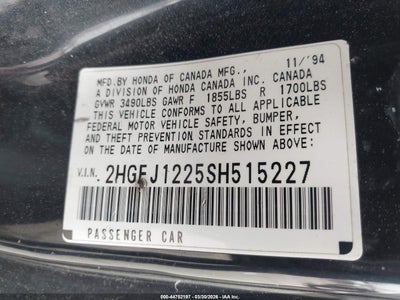 11/'94
MFD.BY HONDA OF CANADA MFG.,
A DIVISION OF HONDA CANADA INC. CANADA
GVWR 3490LBS GAWR F 1855LBS R 1700LBS
THIS VEHICLE CONFORMS TO ALL APPLICABLE
FEDERAL MOTOR VEHICLE SAFETY, BUMPER,
AND THEFT PREVENTION STANDARDS IN EFFECT
ON THE DATE OF MANUFACTURE SHOWN ABOVE.
V.I.N. 2HGEJ1225SH515227
PASSENGER CAR
000-44752197 - 03/30/2026 - IAA Inc.